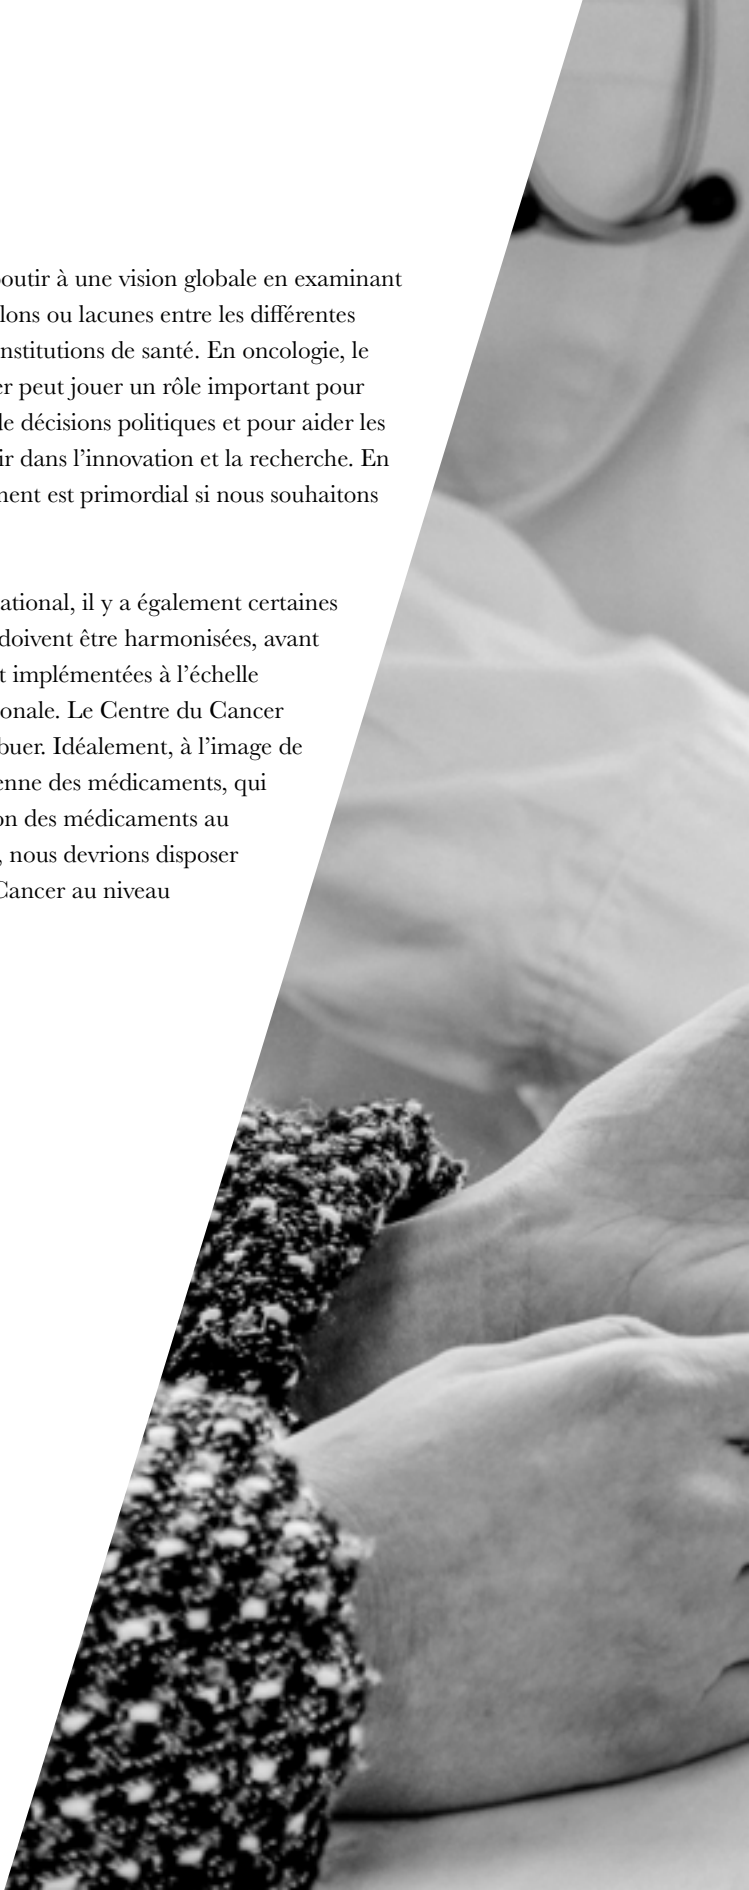 outir à une vision globale en examinant
lons ou lacunes entre les différentes
nstitutions de santé. En oncologie, le
er peut jouer un rôle important pour
de décisions politiques et pour aider les
ir dans l’innovation et la recherche. En
ment est primordial si nous souhaitons
ational, il y a également certaines
doivent être harmonisées, avant
t implémentées à l’échelle
onale. Le Centre du Cancer
buer. Idéalement, à l’image de
enne des médicaments, qui
on des médicaments au
, nous devrions disposer
Cancer au niveau